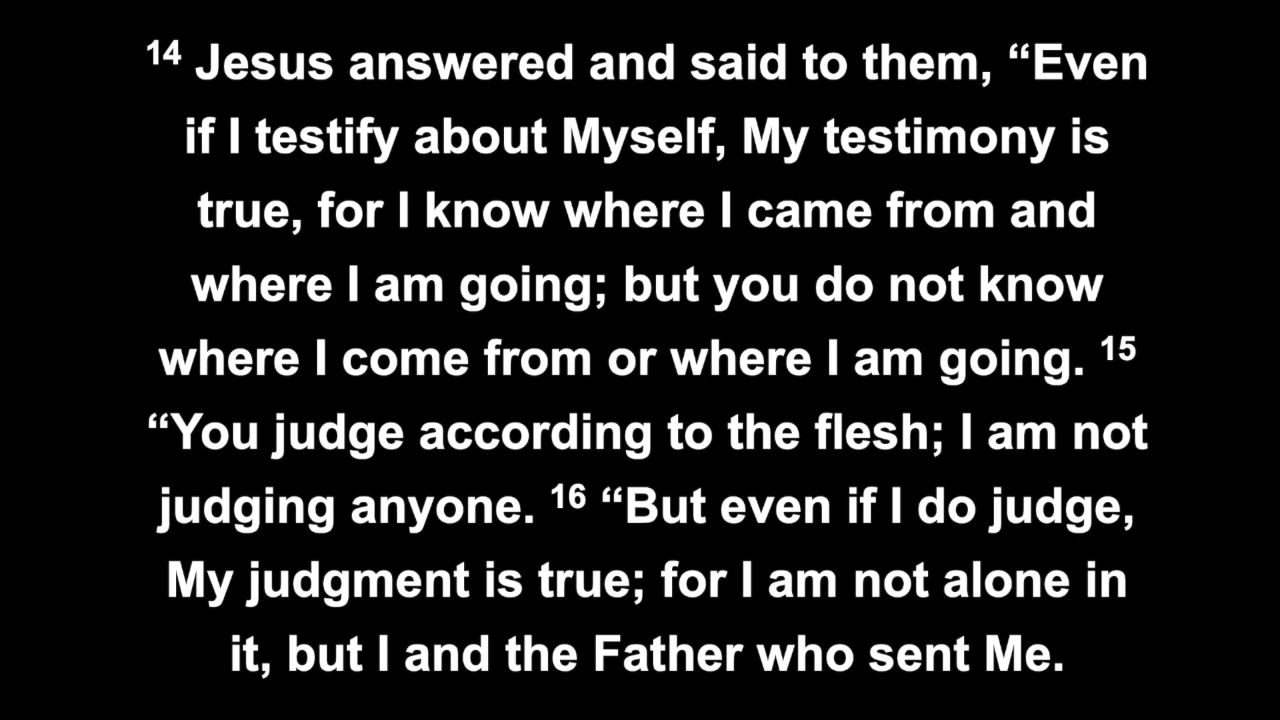 14 Jesus answered and said to them, “Even
if I testify about Myself, My testimony is
true, for I know where I came from and
where I am going; but you do not know
where I come from or where I am going. 15
“You judge according to the flesh; I am not
judging anyone. 16 “But even if I do judge,
My judgment is true; for I am not alone in
it, but I and the Father who sent Me.